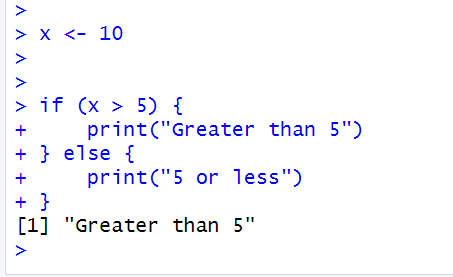 >
> x <- 10
>
>
> if (x > 5) {
+     print("Greater than 5")
+ } else {
+     print("5 or less")
+ }
[1] "Greater than 5"
>